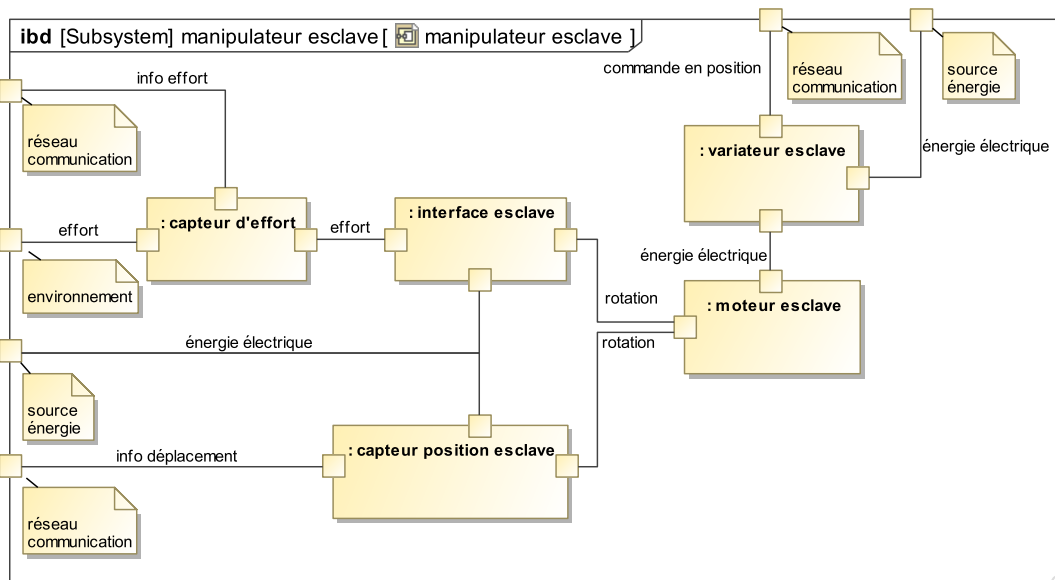 ibd [Subsystem] manipulateur esclave [ manipulateur esclave ]
info effort
réseau
communication
commande en position
réseau
communication
source
énergie
: variateur esclave
énergie électrique
effort
: capteur d'effort
effort
: interface esclave
environnement
énergie électrique
rotation
: moteur esclave
énergie électrique
rotation
source
énergie
info déplacement
: capteur position esclave
réseau
communication